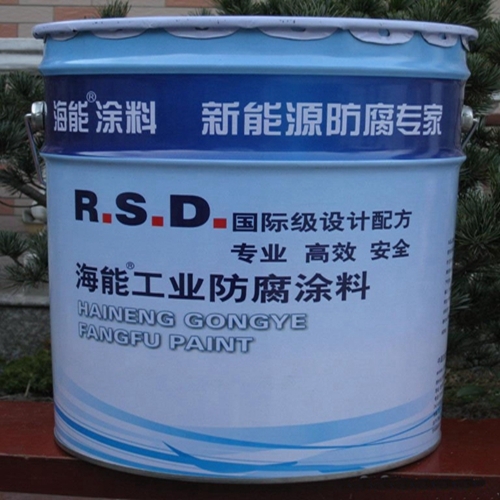 海能®涂料 新能源防腐专家
R.S.D.国际级设计配方
专业 高效 安全
海能®工业防腐涂料
HAINENG GONGYE
FANGFU PAINT